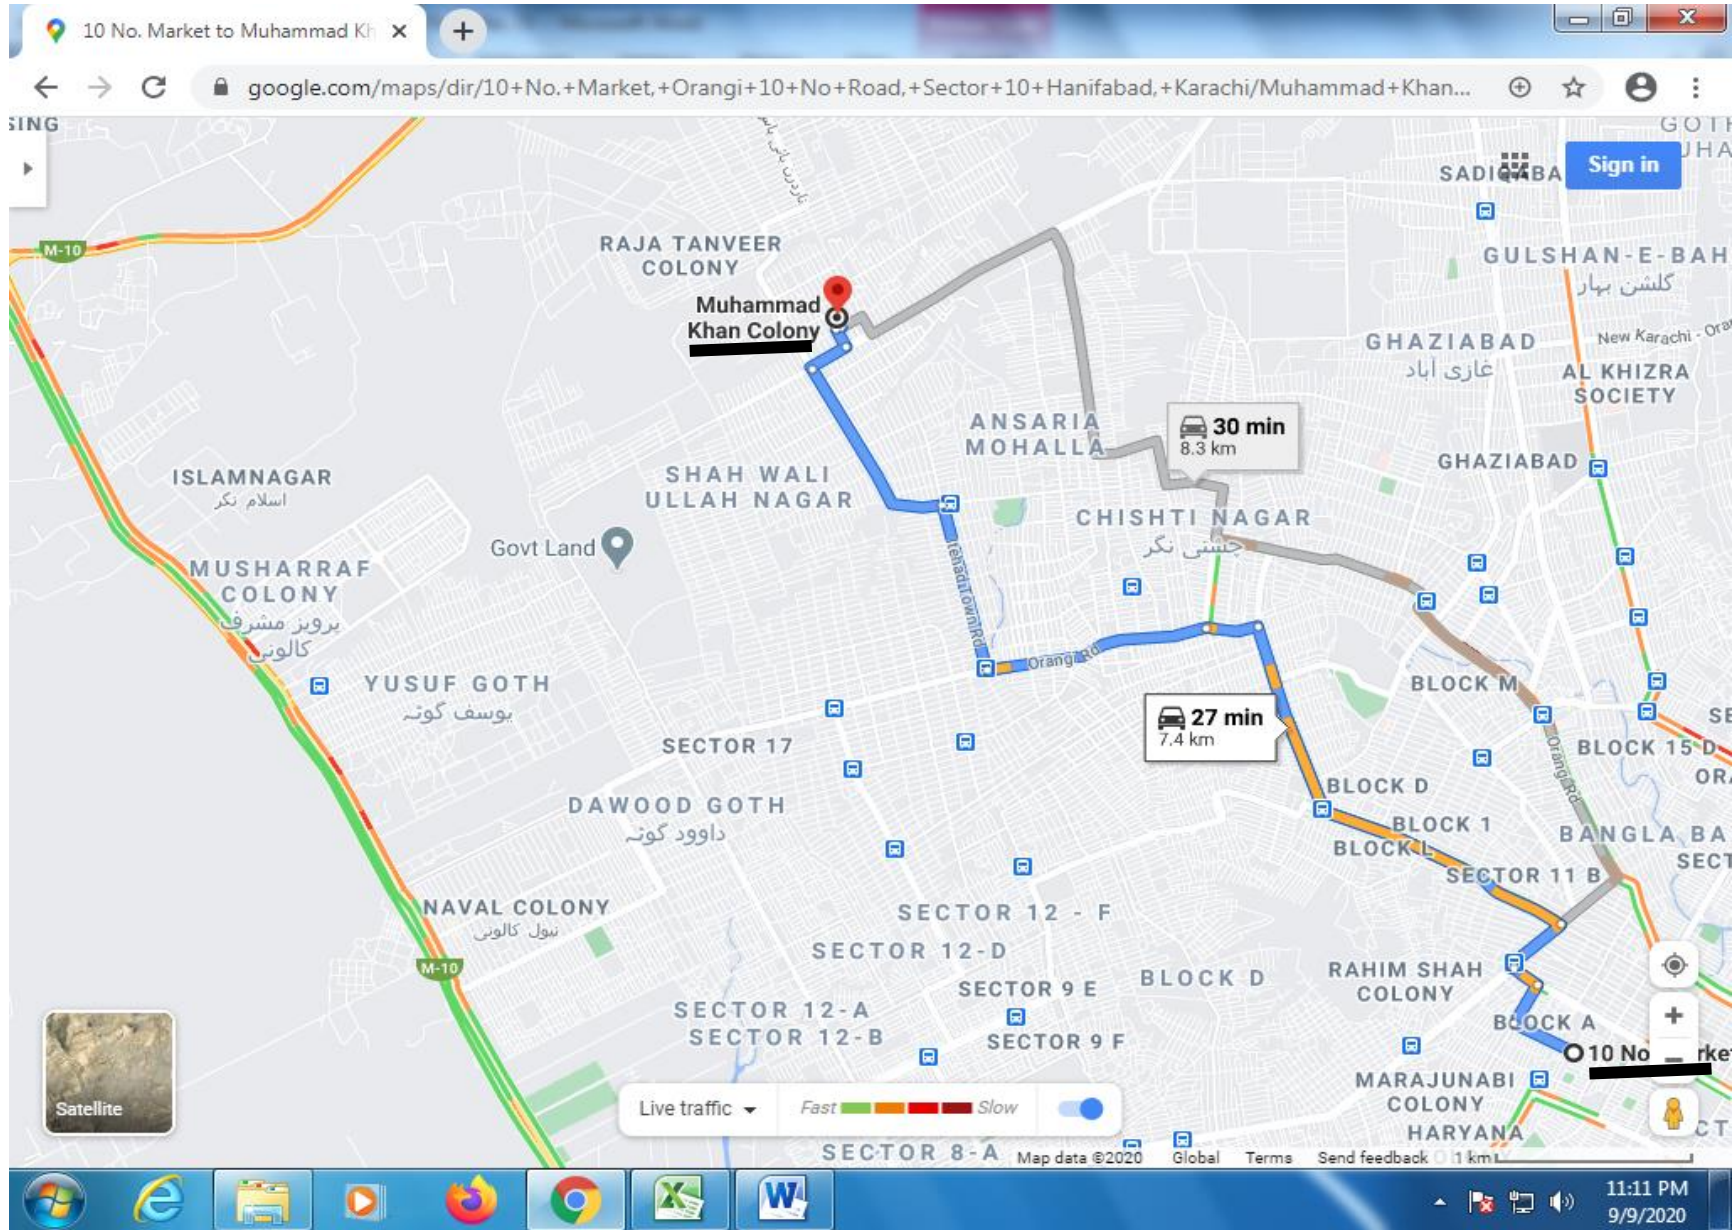 10 No. Market to Muhammad Kh
google.com/maps/dir/10+No.+Market,+Orangi+10+No+Road,+Sector+10+Hanifabad,+Karachi/Muhammad+Khan...
SING
Sign in
M-10
RAJA TANVEER
COLONY
Muhammad
Khan Colony
GULSHAN-E-BAH
گلشن بہار
GHAZIABAD
غازی آباد
New Karachi - Ora
AL KHIZRA
SOCIETY
ANSARIA
MOHALLA
30 min
8.3 km
GHAZIABAD
ISLAMNAGAR
اسلام نگر
SHAH WALI
ULLAH NAGAR
CHISHTI NAGAR
چشتی نگر
Govt Land
MUSHARRAF
COLONY
پرویز مشرف
کالونی
Orangi Rd
YUSUF GOTH
یوسف گوٹھ
BLOCK M
27 min
7.4 km
SECTOR 17
BLOCK 15 D
Orangi Rd
BLOCK D
DAWOOD GOTH
داوود گوٹھ
BLOCK 1
BLOCK L
BANGLA BA
SECT
SECTOR 11 B
NAVAL COLONY
نیول کالونی
SECTOR 12 - F
SECTOR 12-D
M-10
BLOCK D
RAHIM SHAH
COLONY
SECTOR 9 E
SECTOR 12-A
SECTOR 12-B
SECTOR 9 F
BLOCK A
10 No
MARAJUNABI
COLONY
HARYANA
Satellite
Live traffic
Fast
Slow
SECTOR 8-A
Map data ©2020
Global
Terms
Send feedback
1 km
11:11 PM
9/9/2020